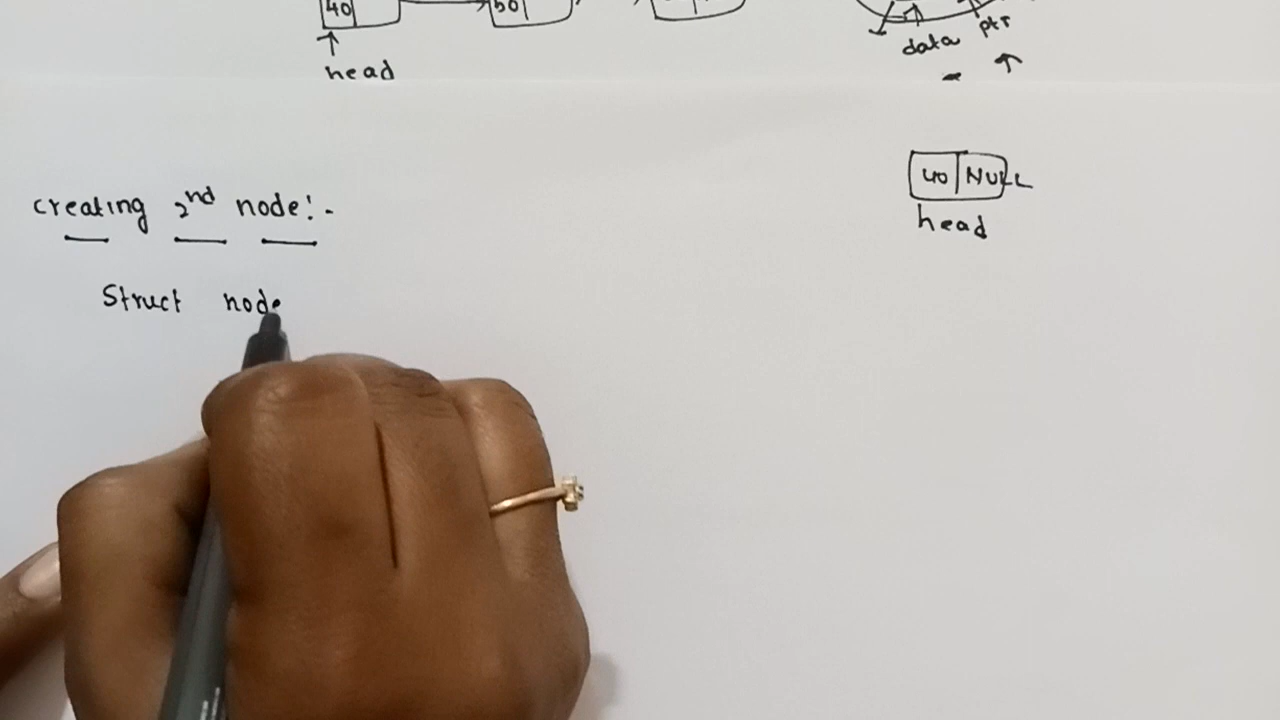 40 50
data ptr
head
40 NULL
creating 2nd node:-
head
Struct node